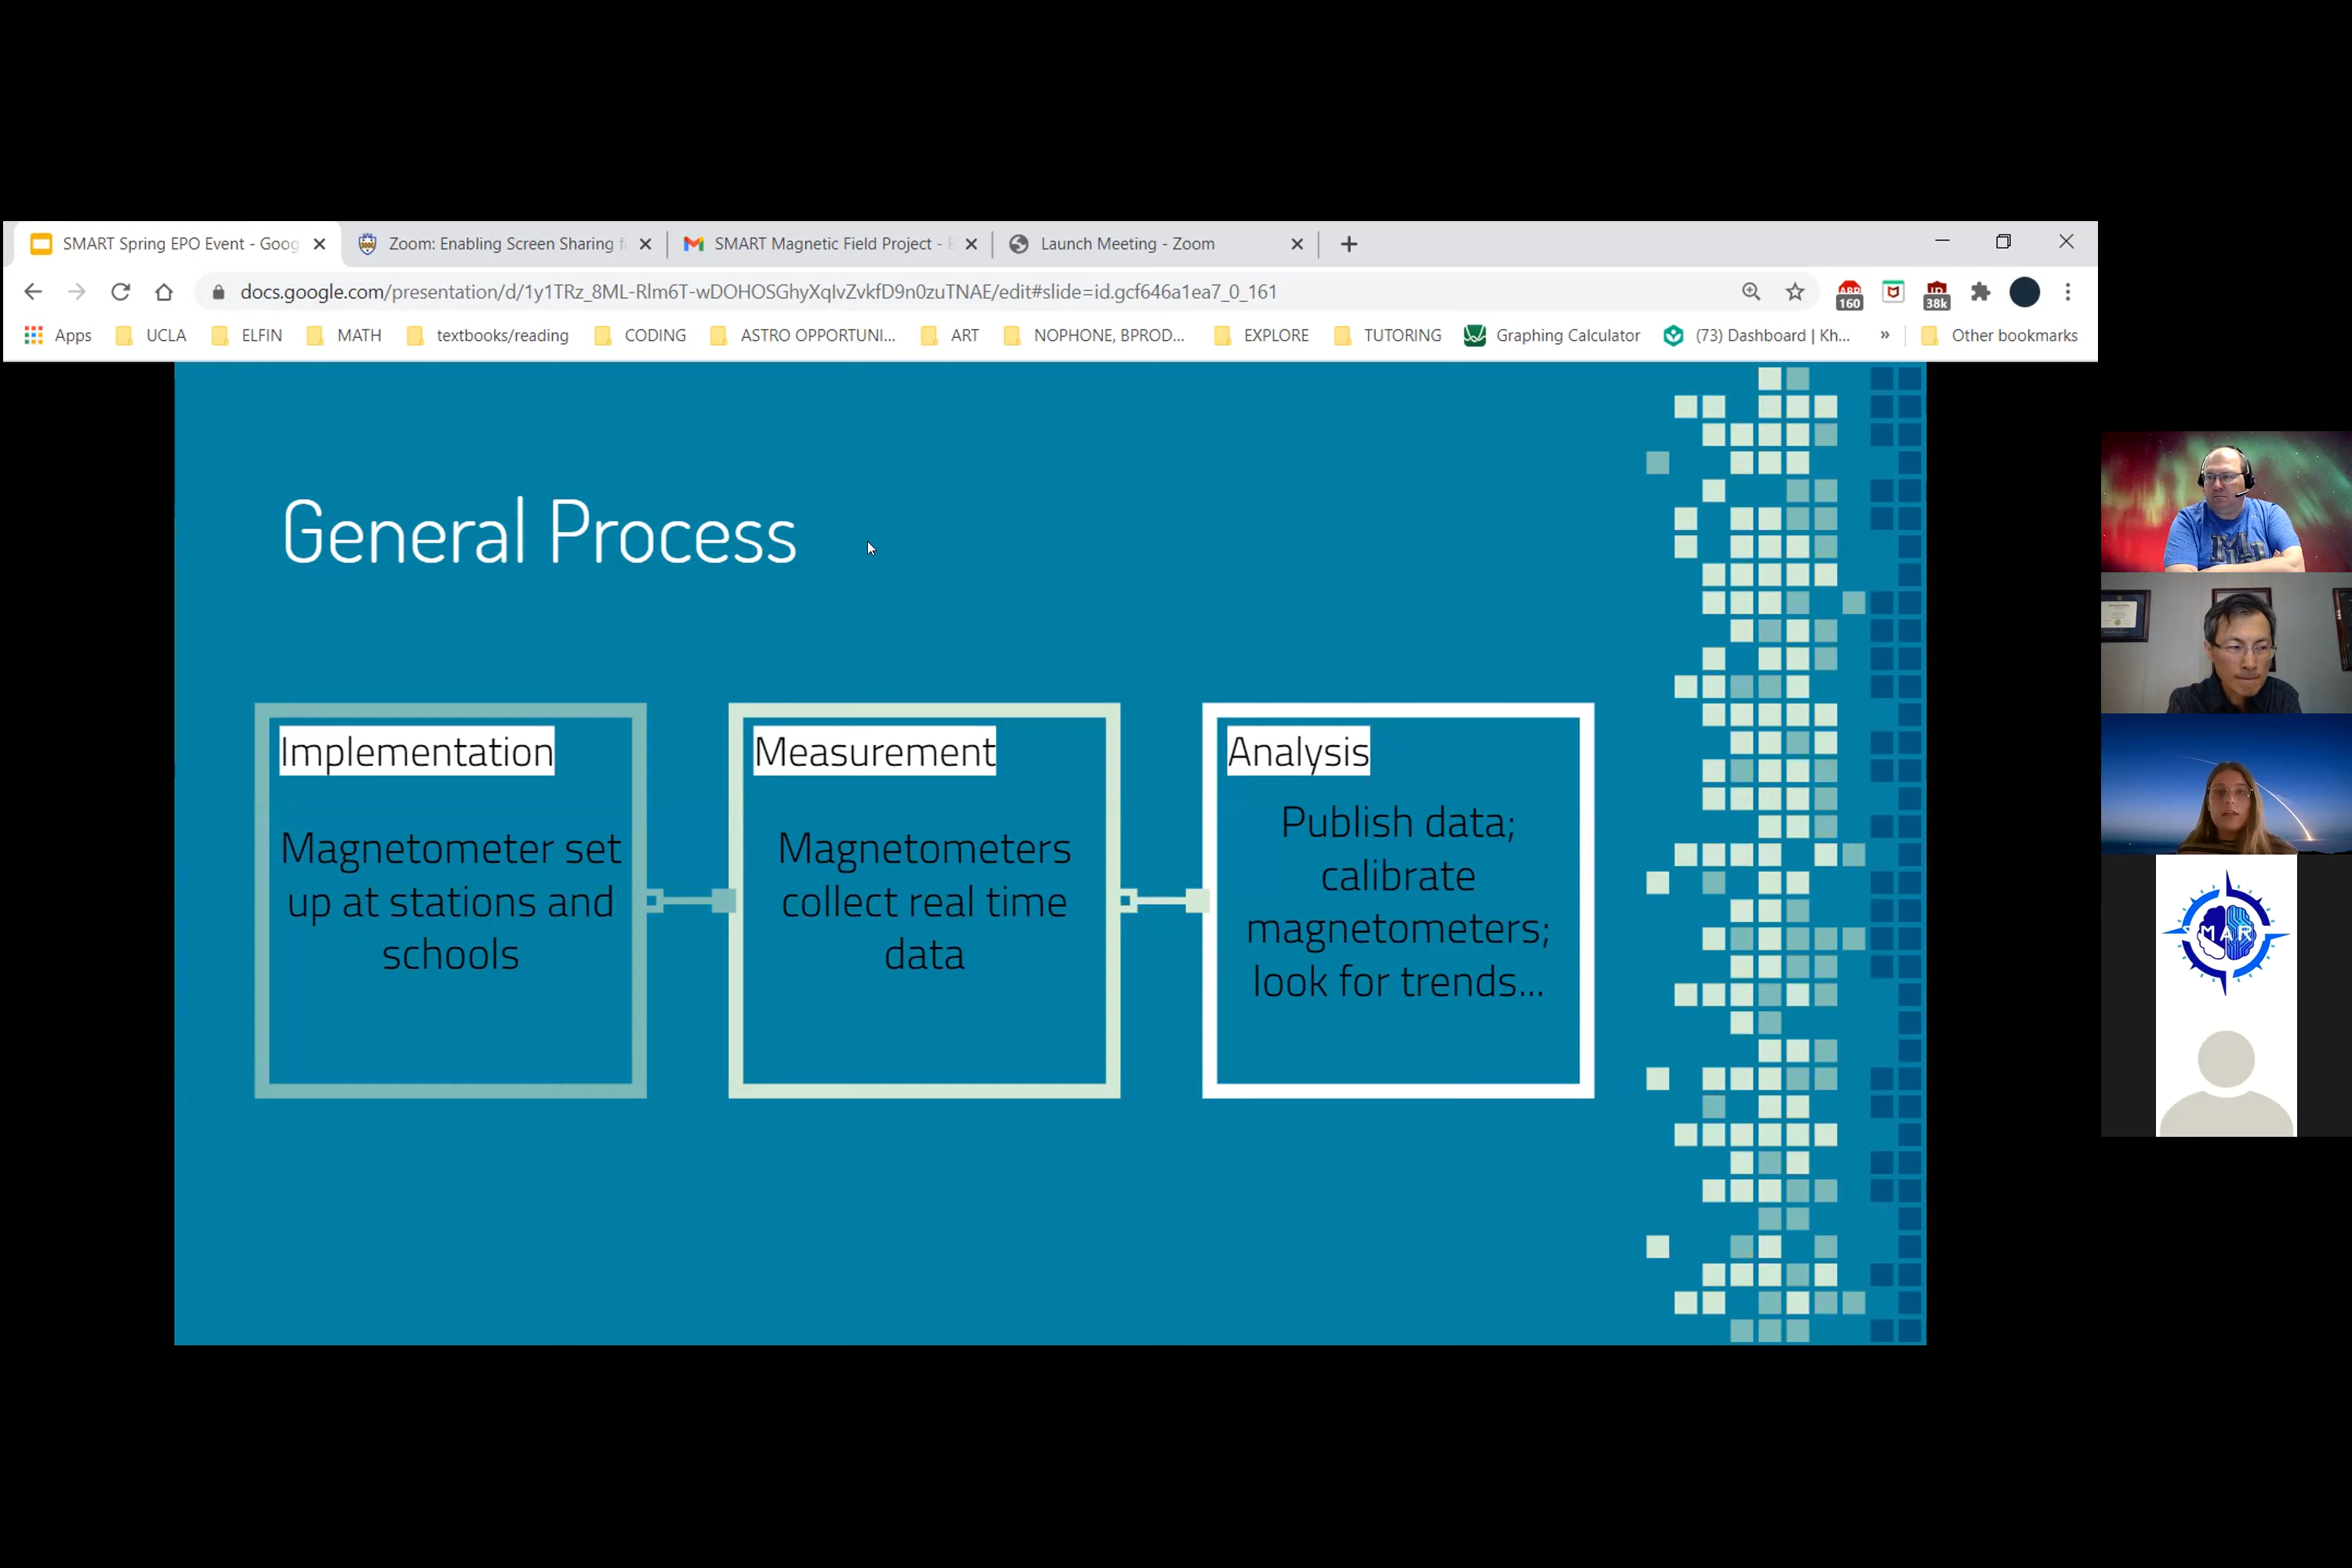 SMART Spring EPO Event - Goog
Zoom: Enabling Screen Sharing f
SMART Magnetic Field Project - E
Launch Meeting - Zoom
docs.google.com/presentation/d/1y1TRz_8ML-Rlm6T-wDOHOSGhyXqIvZvkfD9n0zuTNAE/edit#slide=id.gcf646a1ea7_0_161
ABP
160
38k
Apps
UCLA
ELFIN
MATH
textbooks/reading
CODING
ASTRO OPPORTUNI...
ART
NOPHONE, BPROD...
EXPLORE
TUTORING
Graphing Calculator
(73) Dashboard | Kh...
»
Other bookmarks
General Process
Implementation
Magnetometer set
up at stations and
schools
Measurement
Magnetometers
collect real time
data
Analysis
Publish data;
calibrate
magnetometers;
look for trends...